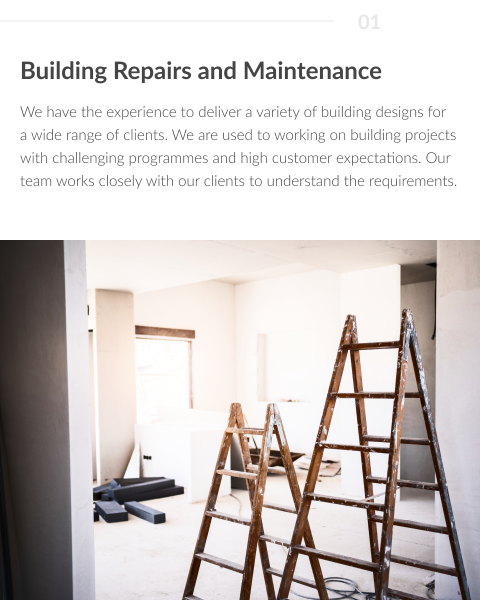 01
Building Repairs and Maintenance
We have the experience to deliver a variety of building designs for
a wide range of clients. We are used to working on building projects
with challenging programmes and high customer expectations. Our
team works closely with our clients to understand the requirements.